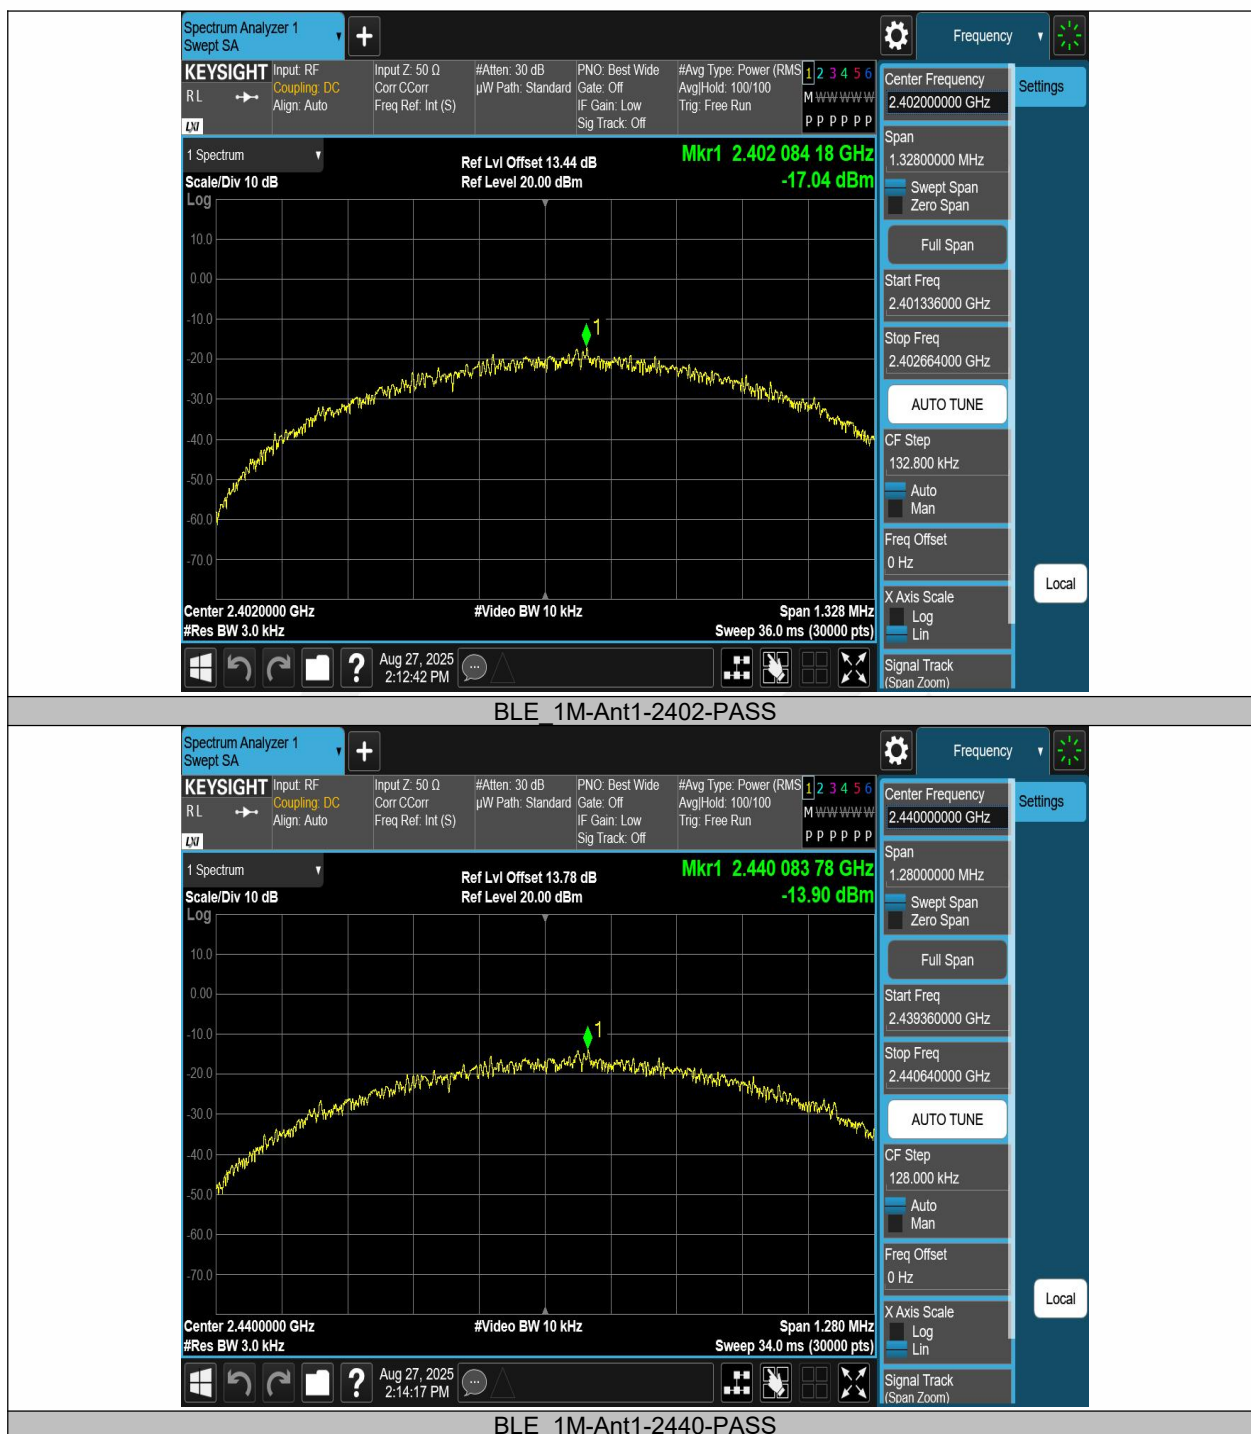 Spectrum Analyzer 1
Swept SA
Frequency
KEYSIGHT
RL
LXI
Input: RF
Coupling: DC
Align: Auto
Input Z: 50 Ω
Corr CCorr
Freq Ref: Int (S)
#Atten: 30 dB
µW Path: Standard
PNO: Best Wide
Gate: Off
IF Gain: Low
Sig Track: Off
#Avg Type: Power (RMS
Avg|Hold: 100/100
Trig: Free Run
1 2 3 4 5 6
M W W W W W
P P P P P P
1 Spectrum
Scale/Div 10 dB
Ref Lvl Offset 13.44 dB
Ref Level 20.00 dBm
Mkr1 2.402 084 18 GHz
-17.04 dBm
Log
10.0
0.00
-10.0
-20.0
-30.0
-40.0
-50.0
-60.0
-70.0
1
Center 2.4020000 GHz
#Res BW 3.0 kHz
#Video BW 10 kHz
Span 1.328 MHz
Sweep 36.0 ms (30000 pts)
?
Aug 27, 2025
2:12:42 PM
Center Frequency
2.402000000 GHz
Settings
Span
1.32800000 MHz
Swept Span
Zero Span
Full Span
Start Freq
2.401336000 GHz
Stop Freq
2.402664000 GHz
AUTO TUNE
CF Step
132.800 kHz
Auto
Man
Freq Offset
0 Hz
X Axis Scale
Log
Lin
Local
Signal Track
(Span Zoom)
BLE_1M-Ant1-2402-PASS
Spectrum Analyzer 1
Swept SA
Frequency
KEYSIGHT
RL
LXI
Input: RF
Coupling: DC
Align: Auto
Input Z: 50 Ω
Corr CCorr
Freq Ref: Int (S)
#Atten: 30 dB
µW Path: Standard
PNO: Best Wide
Gate: Off
IF Gain: Low
Sig Track: Off
#Avg Type: Power (RMS
Avg|Hold: 100/100
Trig: Free Run
1 2 3 4 5 6
M W W W W W
P P P P P P
1 Spectrum
Scale/Div 10 dB
Ref Lvl Offset 13.78 dB
Ref Level 20.00 dBm
Mkr1 2.440 083 78 GHz
-13.90 dBm
Log
10.0
0.00
-10.0
-20.0
-30.0
-40.0
-50.0
-60.0
-70.0
1
Center 2.4400000 GHz
#Res BW 3.0 kHz
#Video BW 10 kHz
Span 1.280 MHz
Sweep 34.0 ms (30000 pts)
?
Aug 27, 2025
2:14:17 PM
Center Frequency
2.440000000 GHz
Settings
Span
1.28000000 MHz
Swept Span
Zero Span
Full Span
Start Freq
2.439360000 GHz
Stop Freq
2.440640000 GHz
AUTO TUNE
CF Step
128.000 kHz
Auto
Man
Freq Offset
0 Hz
X Axis Scale
Log
Lin
Local
Signal Track
(Span Zoom)
BLE_1M-Ant1-2440-PASS